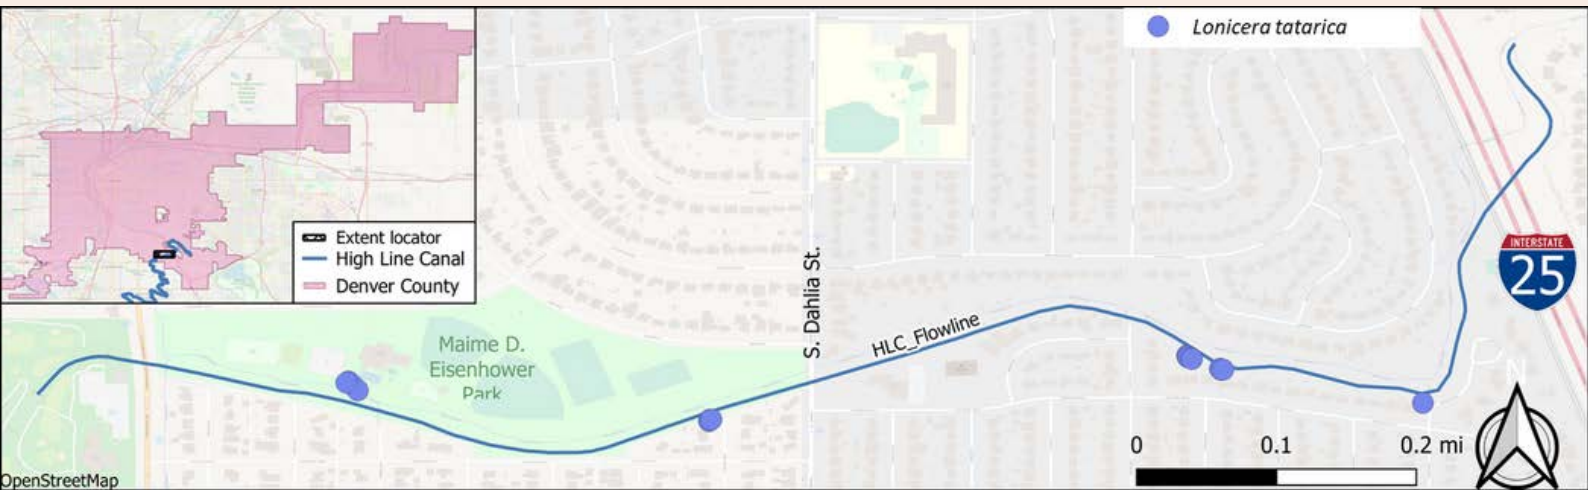 Lonicera tatarica
Extent locator
High Line Canal
Denver County
INTERSTATE
25
S. Dahlia St.
HLC_Flowline
Maime D.
Eisenhower
Park
N
0 0.1 0.2 mi
OpenStreetMap